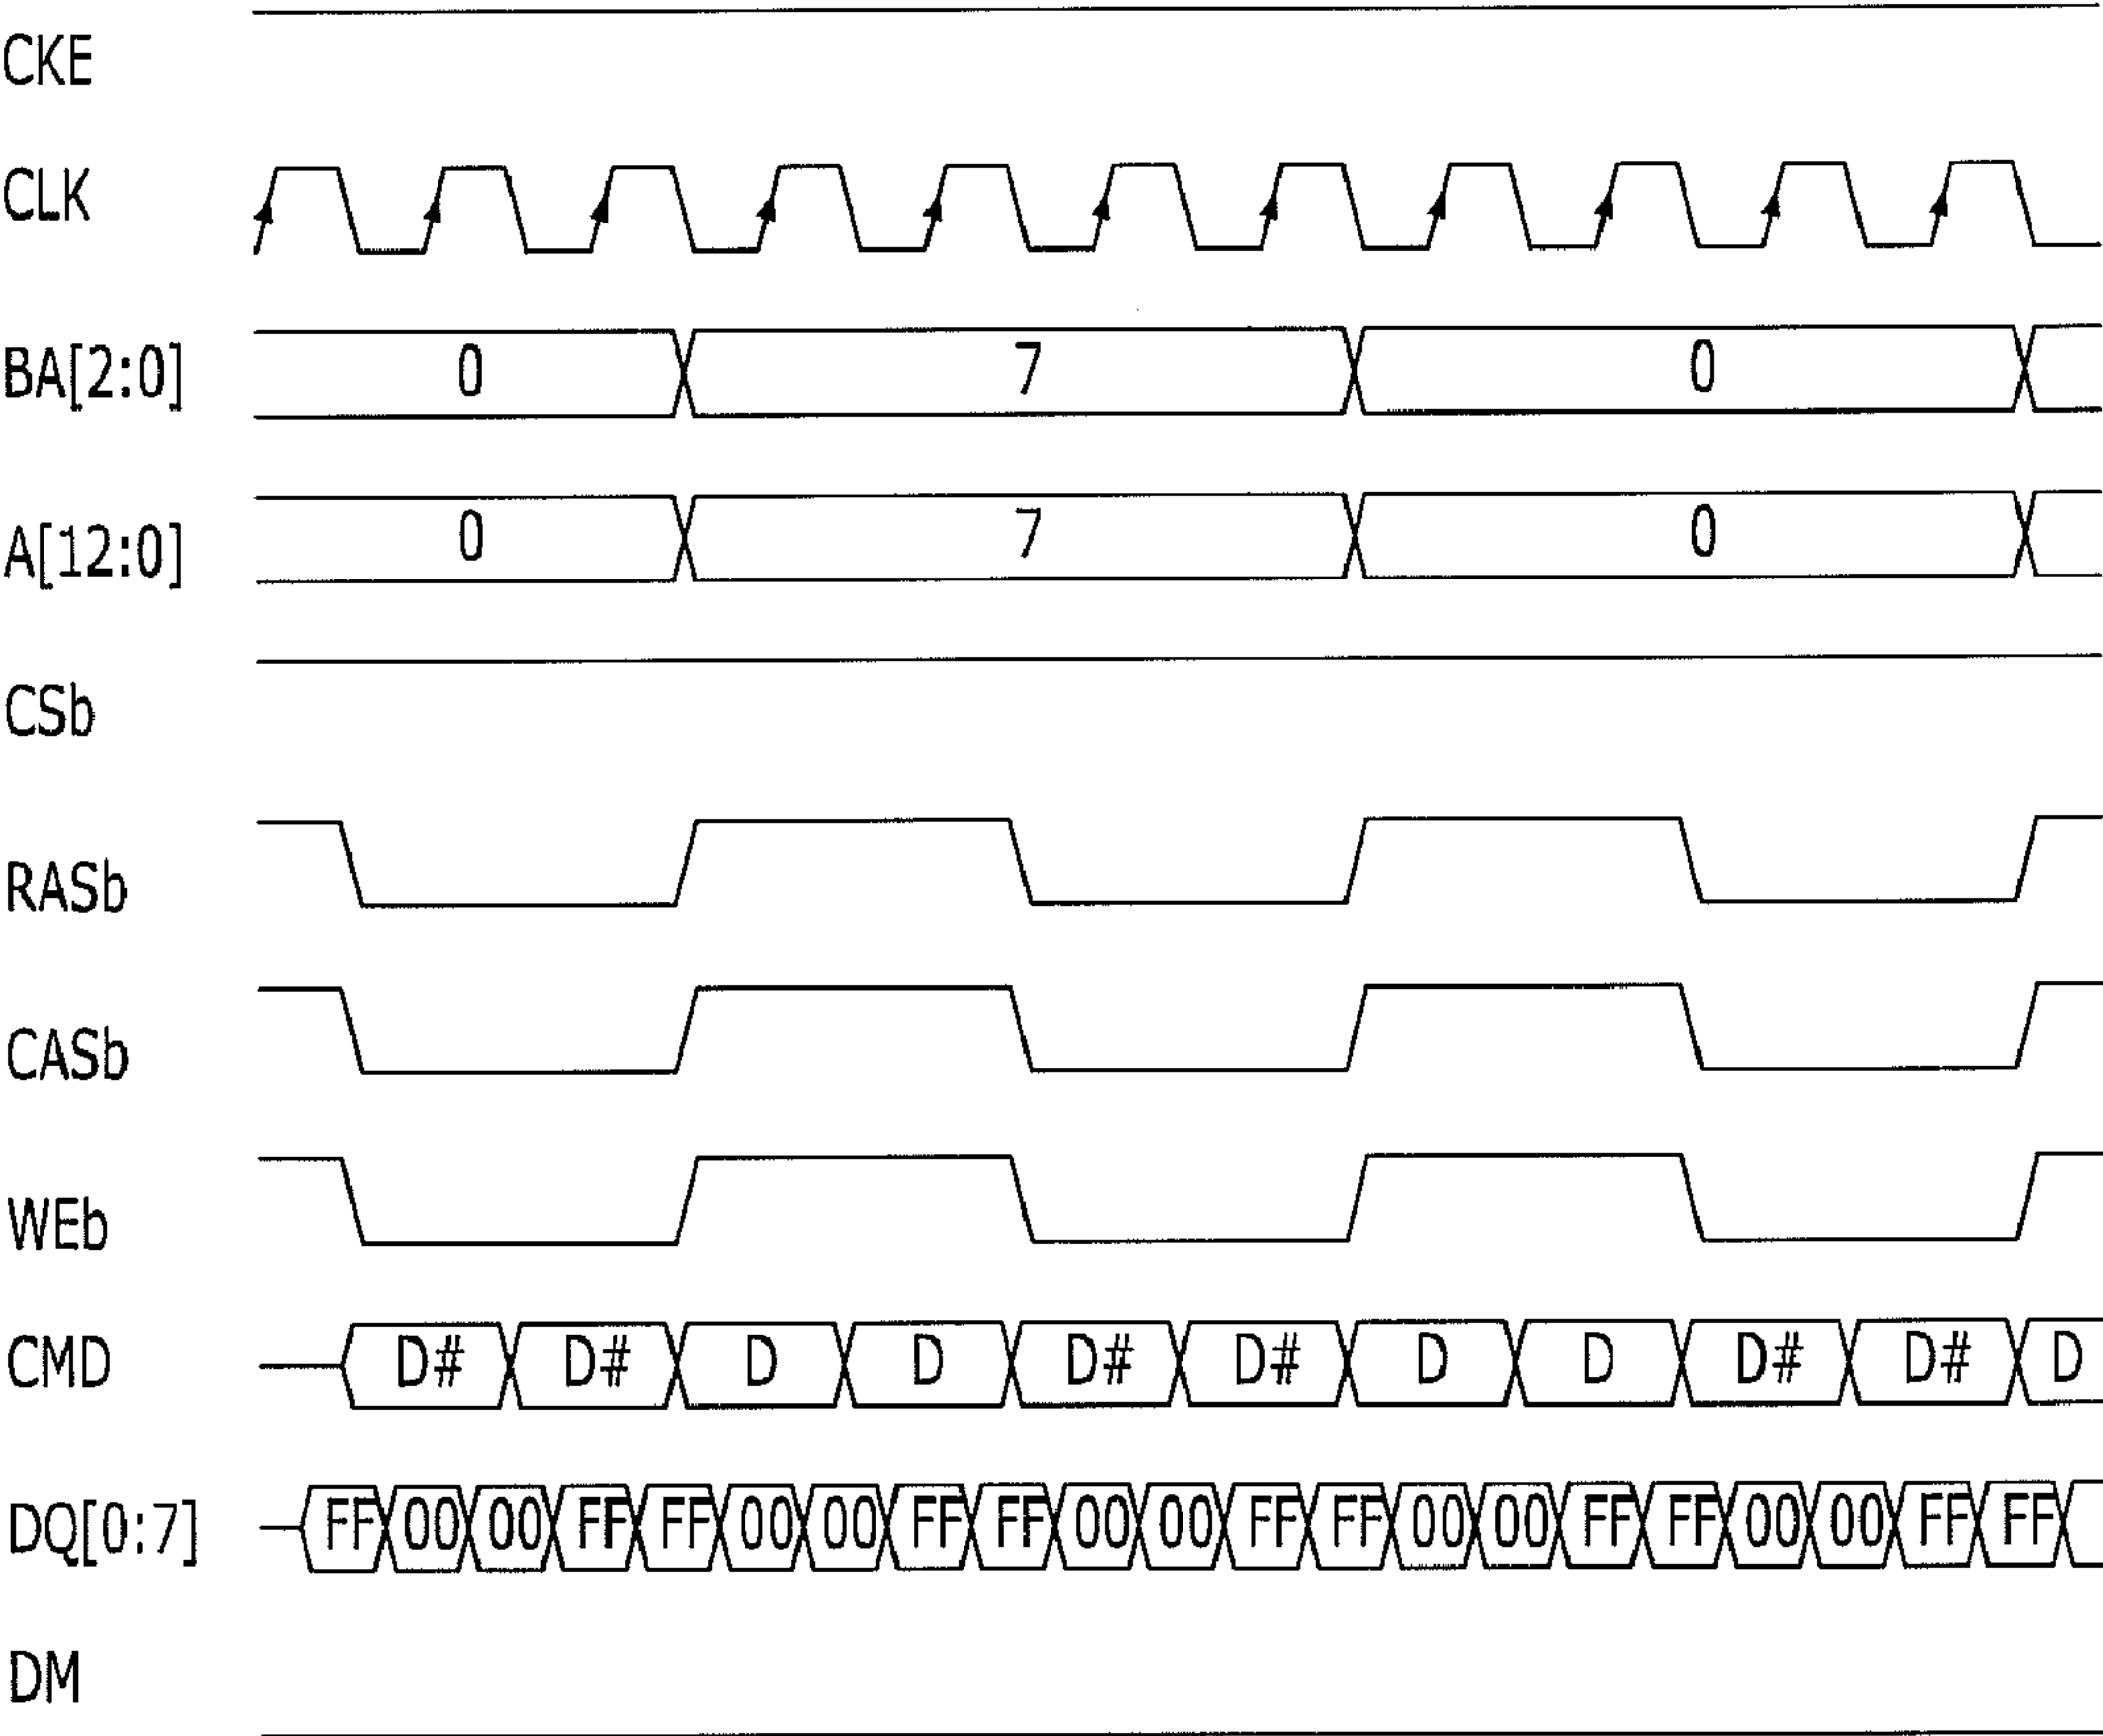 CKE
CLK
BA[2:0] 0 7 0
A[12:0] 0 7 0
CSb
RASb
CASb
WEb
CMD D# D# D D D# D# D D D# D# D
DQ[0:7] FF 00 00 FF FF 00 00 FF FF 00 00 FF FF 00 00 FF FF 00 00 FF FF
DM